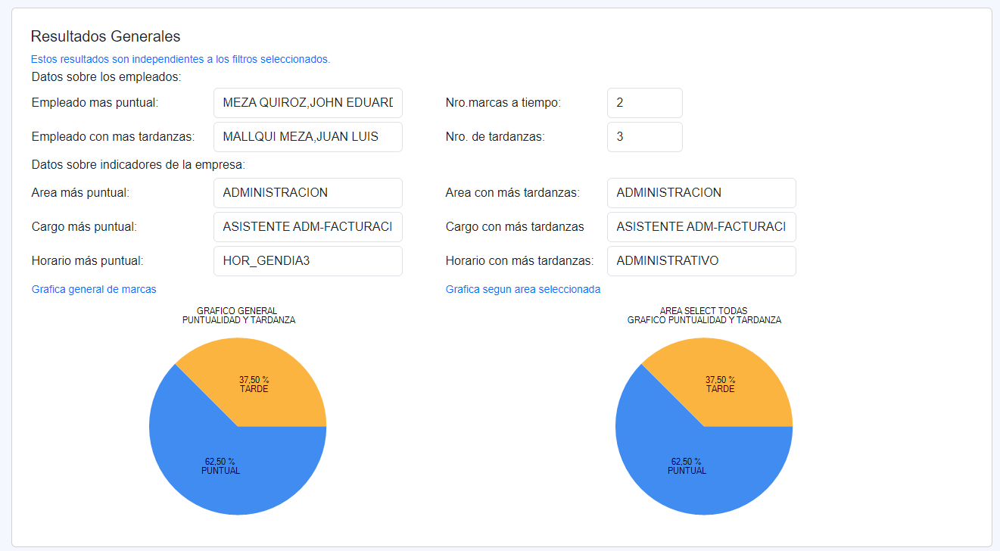 Resultados Generales
Estos resultados son independientes a los filtros seleccionados.
Datos sobre los empleados:
Empleado mas puntual: MEZA QUIROZ,JOHN EDUARD Nro.marcas a tiempo: 2
Empleado con mas tardanzas: MALLQUI MEZA,JUAN LUIS Nro. de tardanzas: 3
Datos sobre indicadores de la empresa:
Area más puntual: ADMINISTRACION Area con más tardanzas: ADMINISTRACION
Cargo más puntual: ASISTENTE ADM-FACTURACI Cargo con más tardanzas ASISTENTE ADM-FACTURACI
Horario más puntual: HOR_GENDIA3 Horario con más tardanzas: ADMINISTRATIVO
Grafica general de marcas Grafica segun area seleccionada
GRAFICO GENERAL
PUNTUALIDAD Y TARDANZA
37,50 %
TARDE
62,50 %
PUNTUAL
AREA SELECT TODAS
GRAFICO PUNTUALIDAD Y TARDANZA
37,50 %
TARDE
62,50 %
PUNTUAL